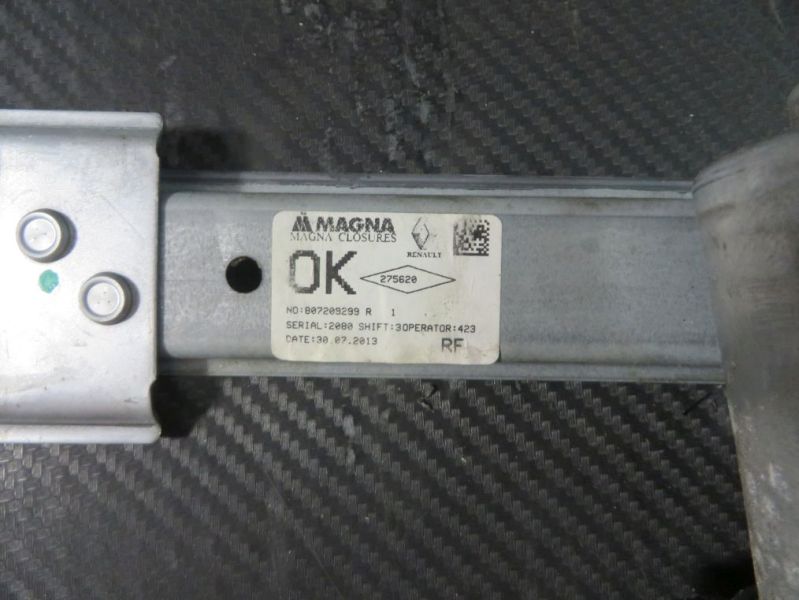 MAGNA
MAGNA CLOSURES
RENAULT
OK
275620
NO:807209299 R 1
SERIAL:2080 SHIFT:3OPERATOR:423
DATE:30.07.2013 RF